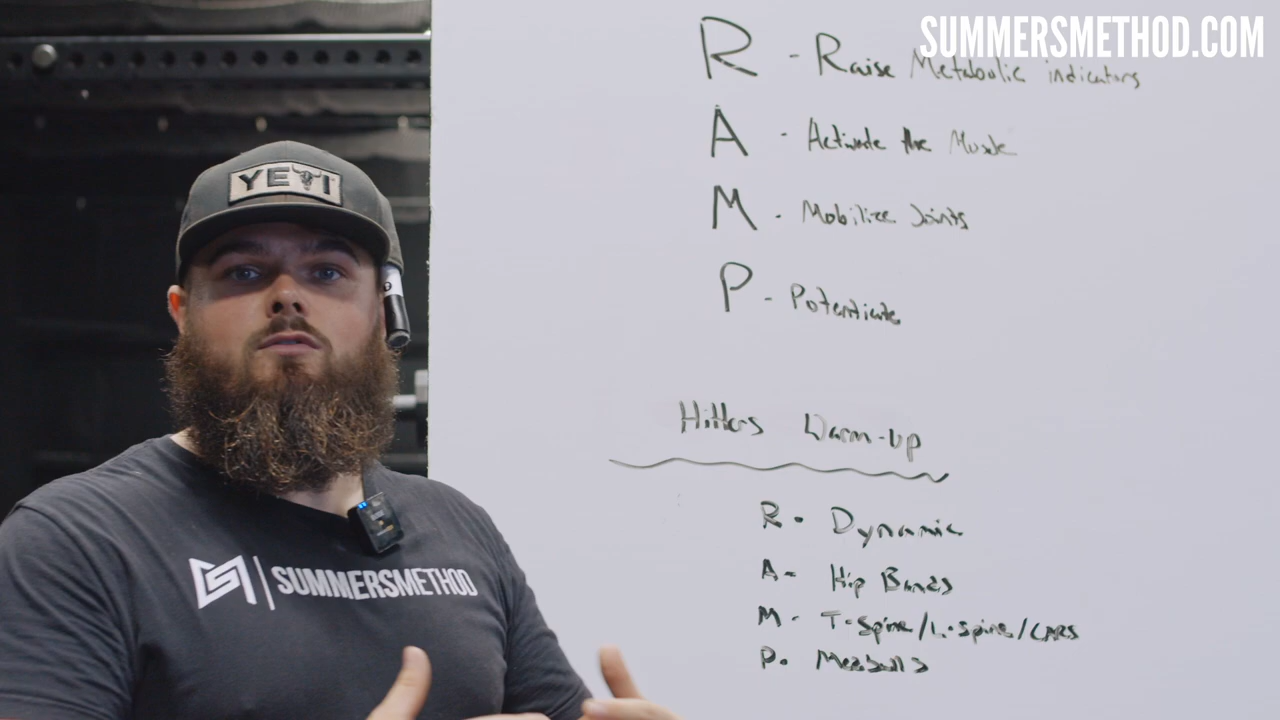 SUMMERSMETHOD.COM
R - Raise Metabolic indicators
A - Activate the Muscle
M - Mobilize Joints
P - Potentiate
Hitters Warm-up
R - Dynamic
A - Hip Bands
M - T-Spine/L-spine/CARS
P - Medballs
YETI
SUMMERSMETHOD